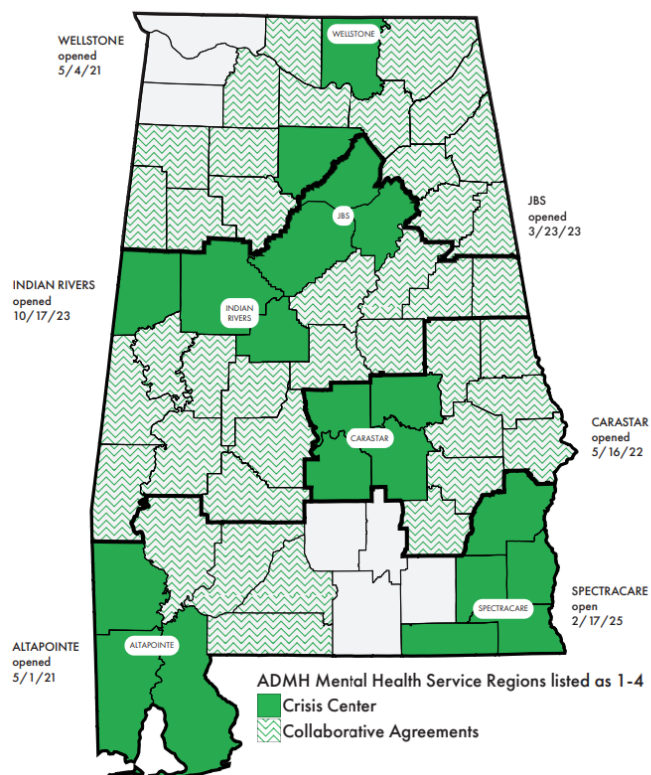 WELLSTONE
opened
5/4/21
WELLSTONE
JBS
JBS
opened
3/23/23
INDIAN RIVERS
opened
10/17/23
INDIAN
RIVERS
CARASTAR
CARASTAR
opened
5/16/22
SPECTRACARE
open
2/17/25
SPECTRACARE
ALTAPOINTE
opened
5/1/21
ALTAPOINTE
ADMH Mental Health Service Regions listed as 1-4
Crisis Center
Collaborative Agreements